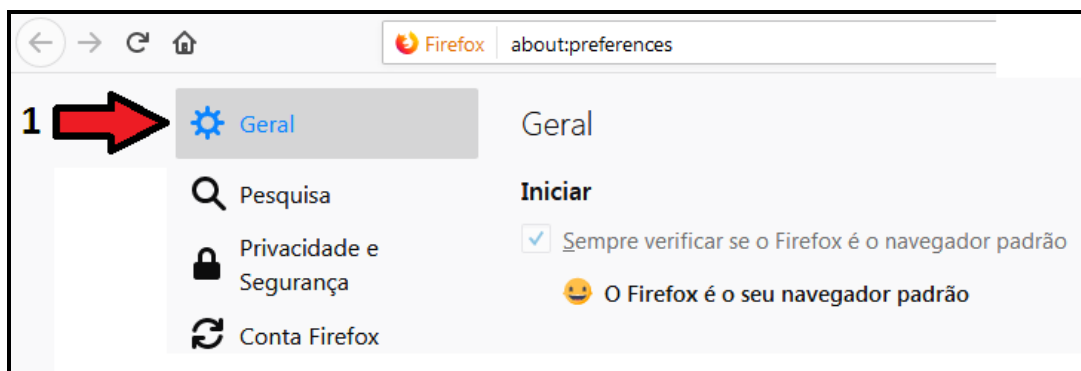 Firefox about:preferences
1
Geral
Geral
Pesquisa
Iniciar
Privacidade e
Segurança
Sempre verificar se o Firefox é o navegador padrão
O Firefox é o seu navegador padrão
Conta Firefox